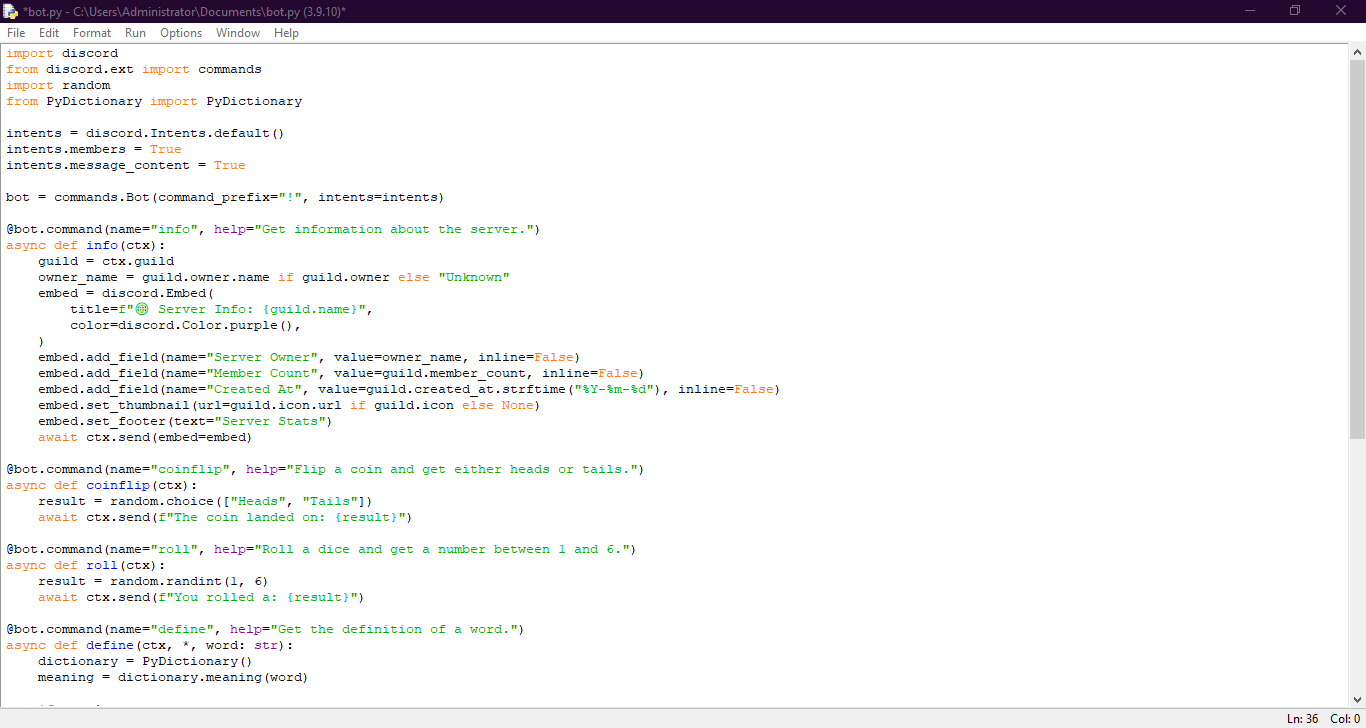 *bot.py - C:\Users\Administrator\Documents\bot.py (3.9.10)*
File Edit Format Run Options Window Help
import discord
from discord.ext import commands
import random
from PyDictionary import PyDictionary

intents = discord.Intents.default()
intents.members = True
intents.message_content = True

bot = commands.Bot(command_prefix="!", intents=intents)

@bot.command(name="info", help="Get information about the server.")
async def info(ctx):
    guild = ctx.guild
    owner_name = guild.owner.name if guild.owner else "Unknown"
    embed = discord.Embed(
        title=f"🌐 Server Info: {guild.name}",
        color=discord.Color.purple(),
    )
    embed.add_field(name="Server Owner", value=owner_name, inline=False)
    embed.add_field(name="Member Count", value=guild.member_count, inline=False)
    embed.add_field(name="Created At", value=guild.created_at.strftime("%Y-%m-%d"), inline=False)
    embed.set_thumbnail(url=guild.icon.url if guild.icon else None)
    embed.set_footer(text="Server Stats")
    await ctx.send(embed=embed)

@bot.command(name="coinflip", help="Flip a coin and get either heads or tails.")
async def coinflip(ctx):
    result = random.choice(["Heads", "Tails"])
    await ctx.send(f"The coin landed on: {result}")

@bot.command(name="roll", help="Roll a dice and get a number between 1 and 6.")
async def roll(ctx):
    result = random.randint(1, 6)
    await ctx.send(f"You rolled a: {result}")

@bot.command(name="define", help="Get the definition of a word.")
async def define(ctx, *, word: str):
    dictionary = PyDictionary()
    meaning = dictionary.meaning(word)

Ln: 36 Col: 0